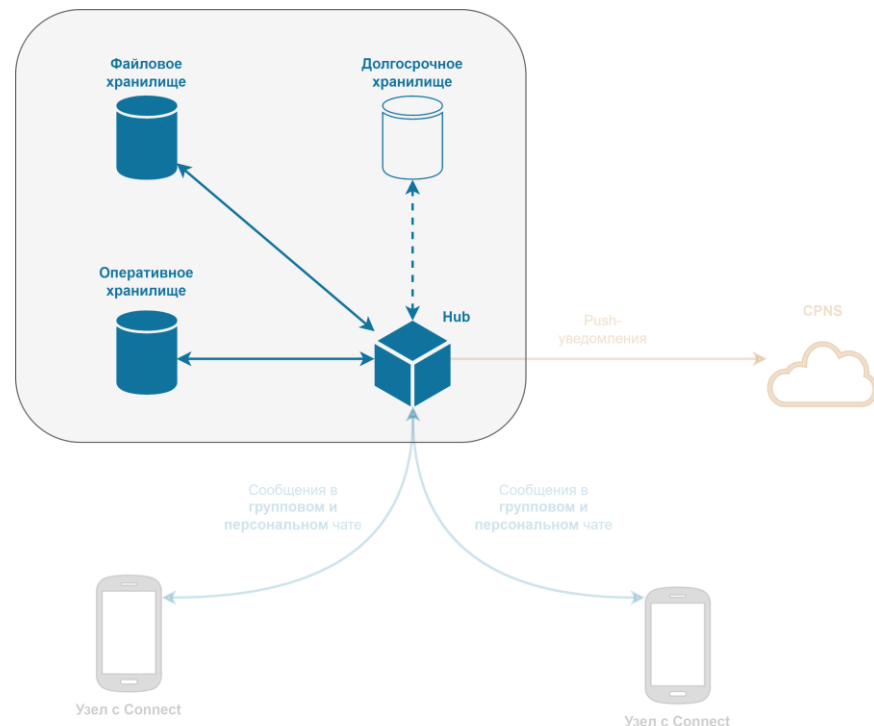 Файловое
хранилище
Долгосрочное
хранилище
Оперативное
хранилище
Hub
Push-
уведомления
CPNS
Сообщения в
групповом и
персональном чате
Сообщения в
групповом и
персональном чате
Узел с Connect
Узел с Connect